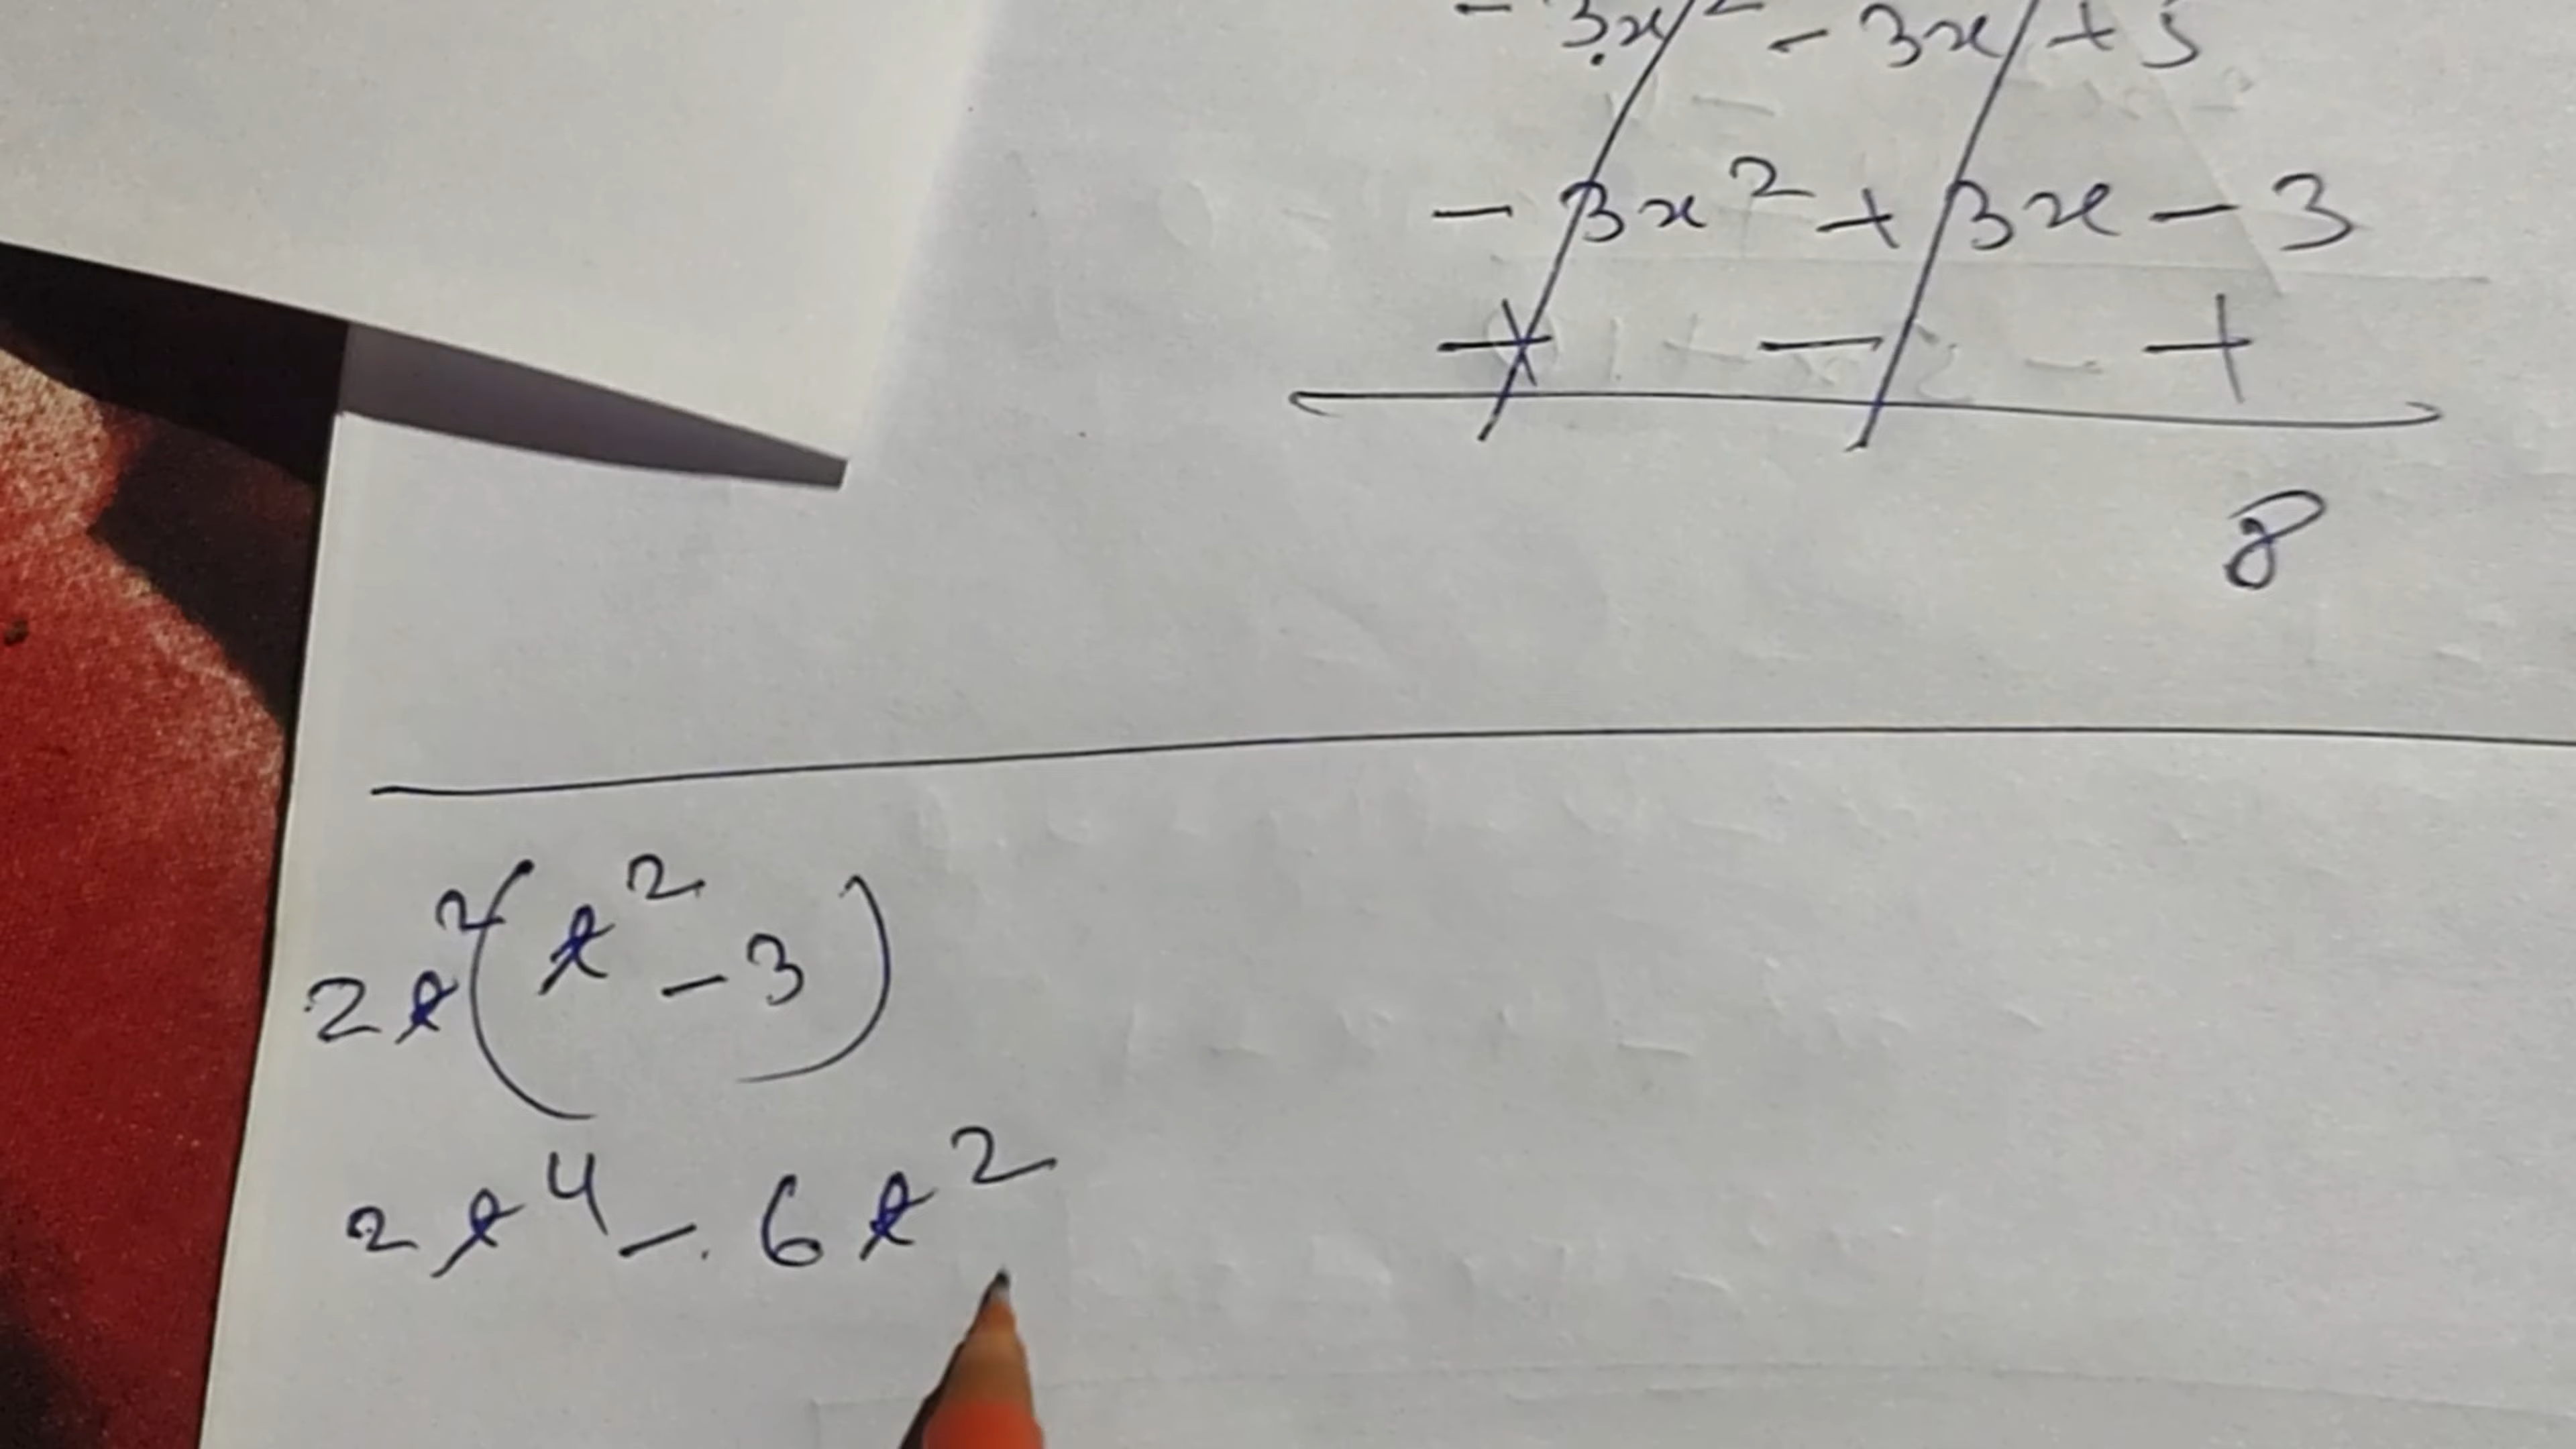 - 3x² - 3x + 5
- 3x² + 3x - 3
+ - +
8
2t²(t² - 3)
2t⁴ - 6t²